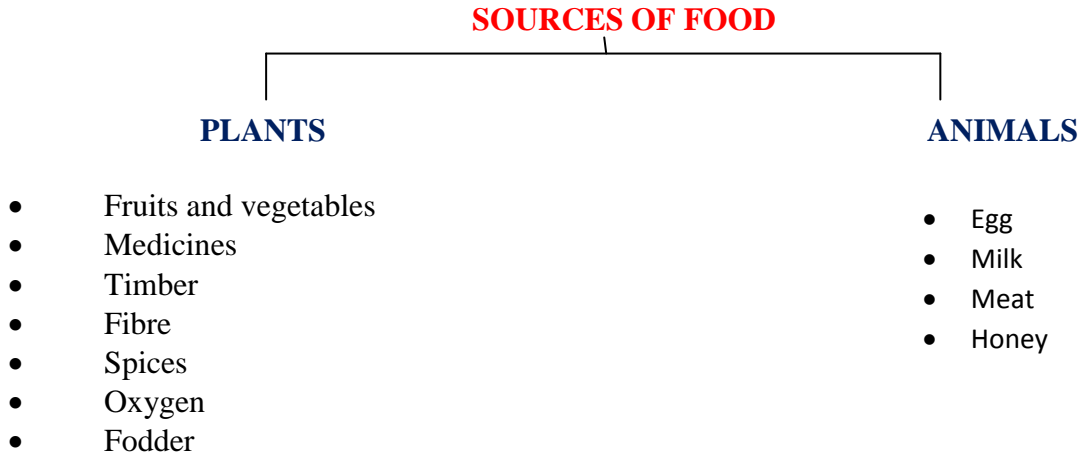 SOURCES OF FOOD
PLANTS
• Fruits and vegetables
• Medicines
• Timber
• Fibre
• Spices
• Oxygen
• Fodder
ANIMALS
• Egg
• Milk
• Meat
• Honey